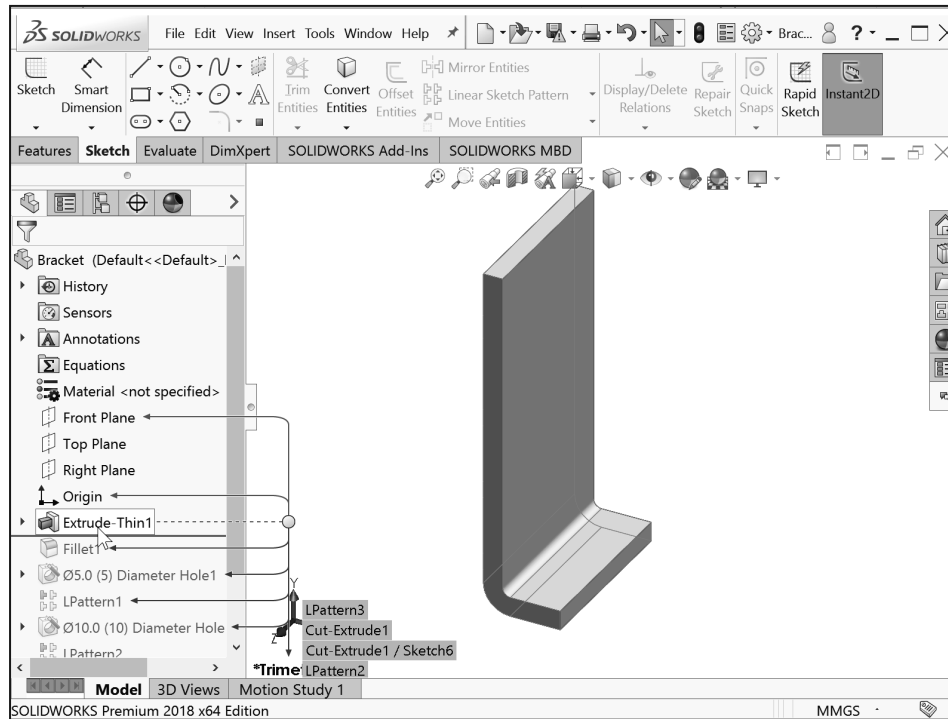 SOLIDWORKS File Edit View Insert Tools Window Help Brac... ?
Sketch Smart Dimension
Trim Entities Convert Entities Offset Entities
Mirror Entities
Linear Sketch Pattern
Move Entities
Display/Delete Relations Repair Sketch Quick Snaps Rapid Sketch Instant2D
Features Sketch Evaluate DimXpert SOLIDWORKS Add-Ins SOLIDWORKS MBD
Bracket (Default<<Default>_
History
Sensors
Annotations
Equations
Material <not specified>
Front Plane
Top Plane
Right Plane
Origin
Extrude-Thin1
Fillet1
Ø5.0 (5) Diameter Hole1
LPattern1
Ø10.0 (10) Diameter Hole
LPattern2
Y
Z
LPattern3
Cut-Extrude1
Cut-Extrude1 / Sketch6
*Trime LPattern2
Model 3D Views Motion Study 1
SOLIDWORKS Premium 2018 x64 Edition MMGS